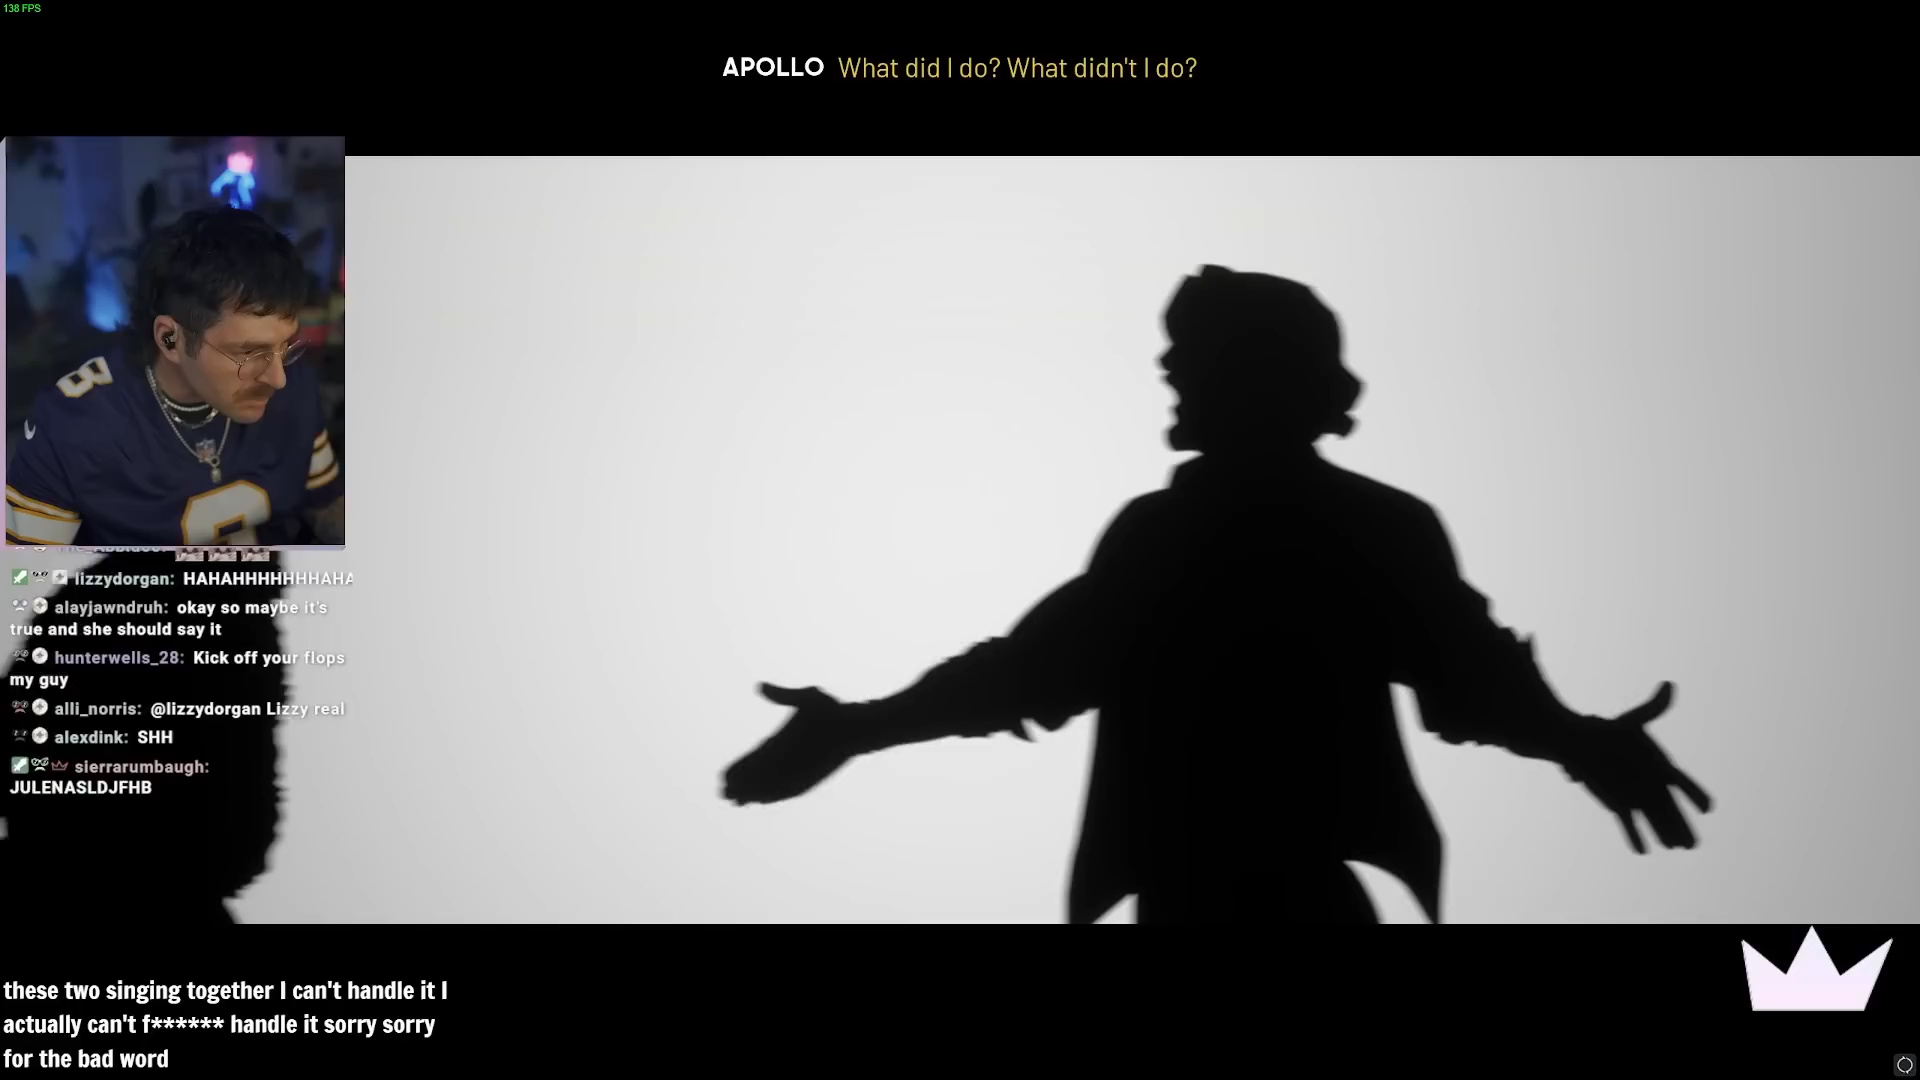 138 FPS
APOLLO What did I do? What didn't I do?
lizzydorgan: HAHAHHHHHHHAHA
alayjawndruh: okay so maybe it's
true and she should say it
hunterwells_28: Kick off your flops
my guy
alli_norris: @lizzydorgan Lizzy real
alexdink: SHH
sierrarumbaugh:
JULENASLDJFHB
these two singing together I can't handle it I
actually can't f****** handle it sorry sorry
for the bad word